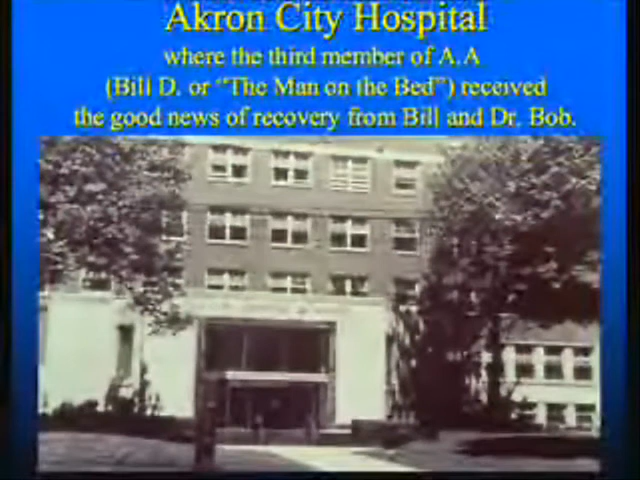 Akron City Hospital
where the third member of A.A
(Bill D. or "The Man on the Bed") received
the good news of recovery from Bill and Dr. Bob.